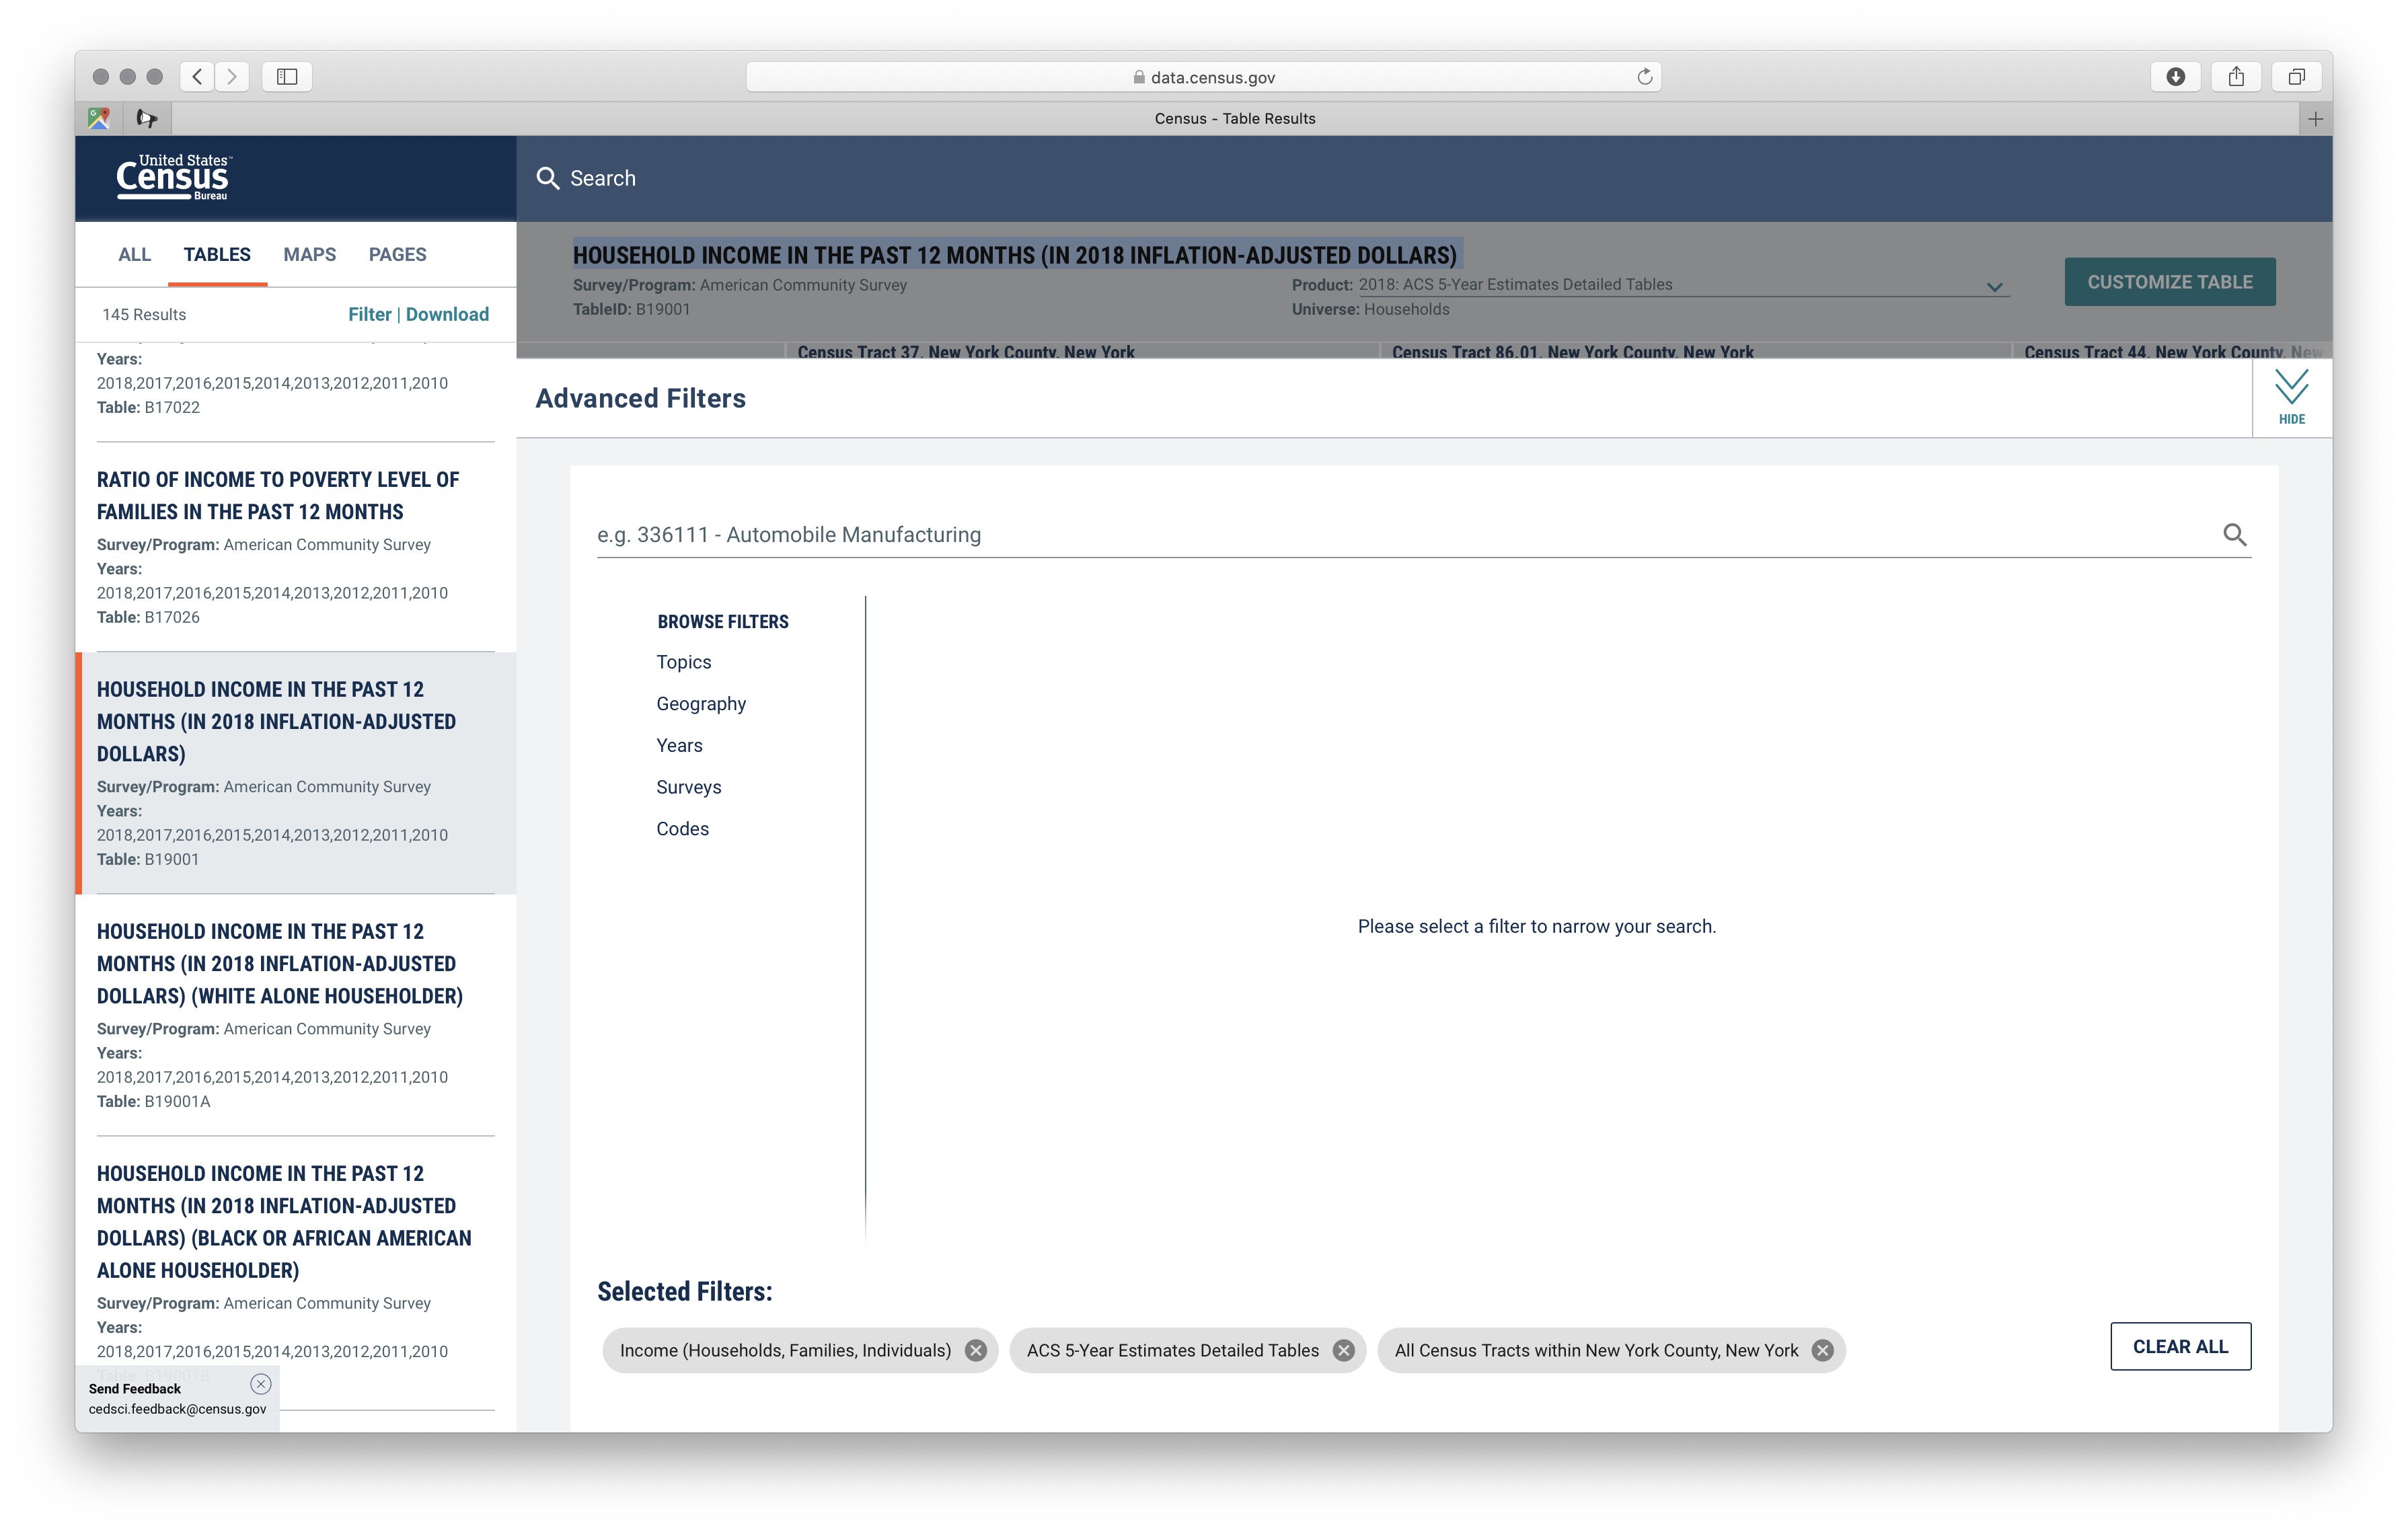 data.census.gov
Census - Table Results
United States™
Census
Bureau
Search
ALL TABLES MAPS PAGES
145 Results Filter | Download
Years:
2018,2017,2016,2015,2014,2013,2012,2011,2010
Table: B17022
RATIO OF INCOME TO POVERTY LEVEL OF
FAMILIES IN THE PAST 12 MONTHS
Survey/Program: American Community Survey
Years:
2018,2017,2016,2015,2014,2013,2012,2011,2010
Table: B17026
HOUSEHOLD INCOME IN THE PAST 12
MONTHS (IN 2018 INFLATION-ADJUSTED
DOLLARS)
Survey/Program: American Community Survey
Years:
2018,2017,2016,2015,2014,2013,2012,2011,2010
Table: B19001
HOUSEHOLD INCOME IN THE PAST 12
MONTHS (IN 2018 INFLATION-ADJUSTED
DOLLARS) (WHITE ALONE HOUSEHOLDER)
Survey/Program: American Community Survey
Years:
2018,2017,2016,2015,2014,2013,2012,2011,2010
Table: B19001A
HOUSEHOLD INCOME IN THE PAST 12
MONTHS (IN 2018 INFLATION-ADJUSTED
DOLLARS) (BLACK OR AFRICAN AMERICAN
ALONE HOUSEHOLDER)
Survey/Program: American Community Survey
Years:
2018,2017,2016,2015,2014,2013,2012,2011,2010
Table: B19001B
Send Feedback
cedsci.feedback@census.gov
HOUSEHOLD INCOME IN THE PAST 12 MONTHS (IN 2018 INFLATION-ADJUSTED DOLLARS)
Survey/Program: American Community Survey
TableID: B19001
Product: 2018: ACS 5-Year Estimates Detailed Tables
Universe: Households
CUSTOMIZE TABLE
Census Tract 37, New York County, New York
Census Tract 86.01, New York County, New York
Census Tract 44, New York County, New
Advanced Filters
HIDE
e.g. 336111 - Automobile Manufacturing
BROWSE FILTERS
Topics
Geography
Years
Surveys
Codes
Please select a filter to narrow your search.
Selected Filters:
Income (Households, Families, Individuals)
ACS 5-Year Estimates Detailed Tables
All Census Tracts within New York County, New York
CLEAR ALL